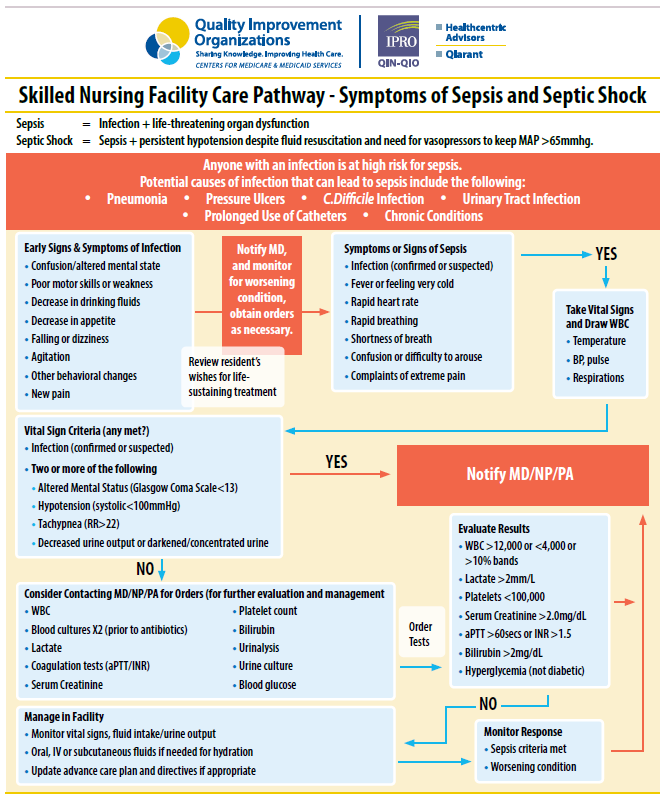 Quality Improvement
Organizations
Sharing Knowledge. Improving Health Care.
CENTERS FOR MEDICARE & MEDICAID SERVICES
IPRO
QIN-QIO
Healthcentric
Advisors
Qlarant
Skilled Nursing Facility Care Pathway - Symptoms of Sepsis and Septic Shock
Sepsis = Infection + life-threatening organ dysfunction
Septic Shock = Sepsis + persistent hypotension despite fluid resuscitation and need for vasopressors to keep MAP >65mmhg.
Anyone with an infection is at high risk for sepsis.
Potential causes of infection that can lead to sepsis include the following:
• Pneumonia • Pressure Ulcers • C.Difficile Infection • Urinary Tract Infection
• Prolonged Use of Catheters • Chronic Conditions
Early Signs & Symptoms of Infection
• Confusion/altered mental state
• Poor motor skills or weakness
• Decrease in drinking fluids
• Decrease in appetite
• Falling or dizziness
• Agitation
• Other behavioral changes
• New pain
Notify MD,
and monitor
for worsening
condition,
obtain orders
as necessary.
Review resident's
wishes for life-
sustaining treatment
Symptoms or Signs of Sepsis
• Infection (confirmed or suspected)
• Fever or feeling very cold
• Rapid heart rate
• Rapid breathing
• Shortness of breath
• Confusion or difficulty to arouse
• Complaints of extreme pain
YES
Take Vital Signs
and Draw WBC
• Temperature
• BP, pulse
• Respirations
Vital Sign Criteria (any met?)
• Infection (confirmed or suspected)
• Two or more of the following
• Altered Mental Status (Glasgow Coma Scale<13)
• Hypotension (systolic<100mmHg)
• Tachypnea (RR>22)
• Decreased urine output or darkened/concentrated urine
YES
Notify MD/NP/PA
NO
Consider Contacting MD/NP/PA for Orders (for further evaluation and management
• WBC
• Blood cultures X2 (prior to antibiotics)
• Lactate
• Coagulation tests (aPTT/INR)
• Serum Creatinine
• Platelet count
• Bilirubin
• Urinalysis
• Urine culture
• Blood glucose
Order
Tests
Evaluate Results
• WBC >12,000 or <4,000 or
>10% bands
• Lactate >2mm/L
• Platelets <100,000
• Serum Creatinine >2.0mg/dL
• aPTT >60secs or INR >1.5
• Bilirubin >2mg/dL
• Hyperglycemia (not diabetic)
NO
Manage in Facility
• Monitor vital signs, fluid intake/urine output
• Oral, IV or subcutaneous fluids if needed for hydration
• Update advance care plan and directives if appropriate
Monitor Response
• Sepsis criteria met
• Worsening condition